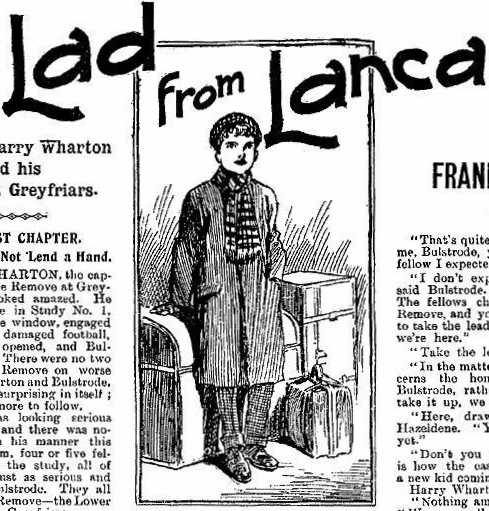 Lad
from Lanca
arry Wharton
d his
Greyfriars.
ST CHAPTER.
Not Lend a Hand.
HARTON, the cap-
e Remove at Grey-
oked amazed. He
e in Study No. 1,
e window, engaged
damaged football,
opened, and Bul-
There were no two
Remove on worse
rton and Bulstrode,
surprising in itself;
more to follow.
as looking serious
and there was no-
n his manner this
m, four or five fel-
the study, all of
ust as serious and
ulstrode. They all
Remove—the Lower
FRAN
"That's quite
me, Bulstrode,
fellow I expecte
"I don't exp
said Bulstrode.
The fellows ch
Remove, and yo
to take the lead
we're here."
"Take the le
"In the matte
cerns the hon
Bulstrode, rath
take it up, we
"Here, draw
Hazeldene. "Y
yet."
"Don't you
is how the cas
a new kid comin
Harry Wharto
"Nothing am